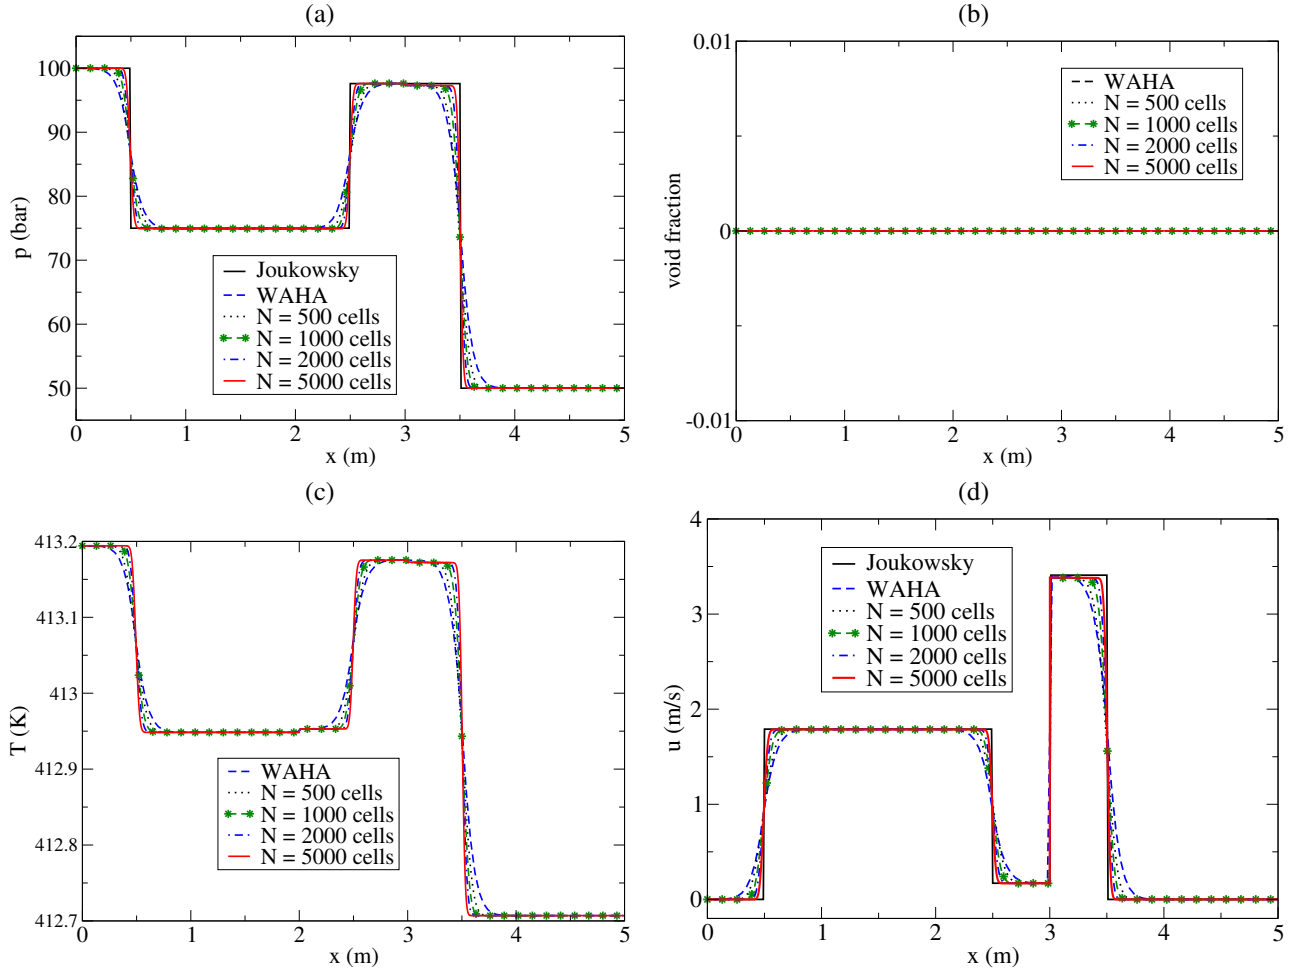 (a)
p (bar)
100
90
80
70
60
50
0 1 2 3 4 5
x (m)
Joukowsky
WAHA
N = 500 cells
N = 1000 cells
N = 2000 cells
N = 5000 cells
(b)
void fraction
0.01
0
-0.01
0 1 2 3 4 5
x (m)
WAHA
N = 500 cells
N = 1000 cells
N = 2000 cells
N = 5000 cells
(c)
T (K)
413.2
413.1
413
412.9
412.8
412.7
0 1 2 3 4 5
x (m)
WAHA
N = 500 cells
N = 1000 cells
N = 2000 cells
N = 5000 cells
(d)
u (m/s)
4
3
2
1
0
0 1 2 3 4 5
x (m)
Joukowsky
WAHA
N = 500 cells
N = 1000 cells
N = 2000 cells
N = 5000 cells